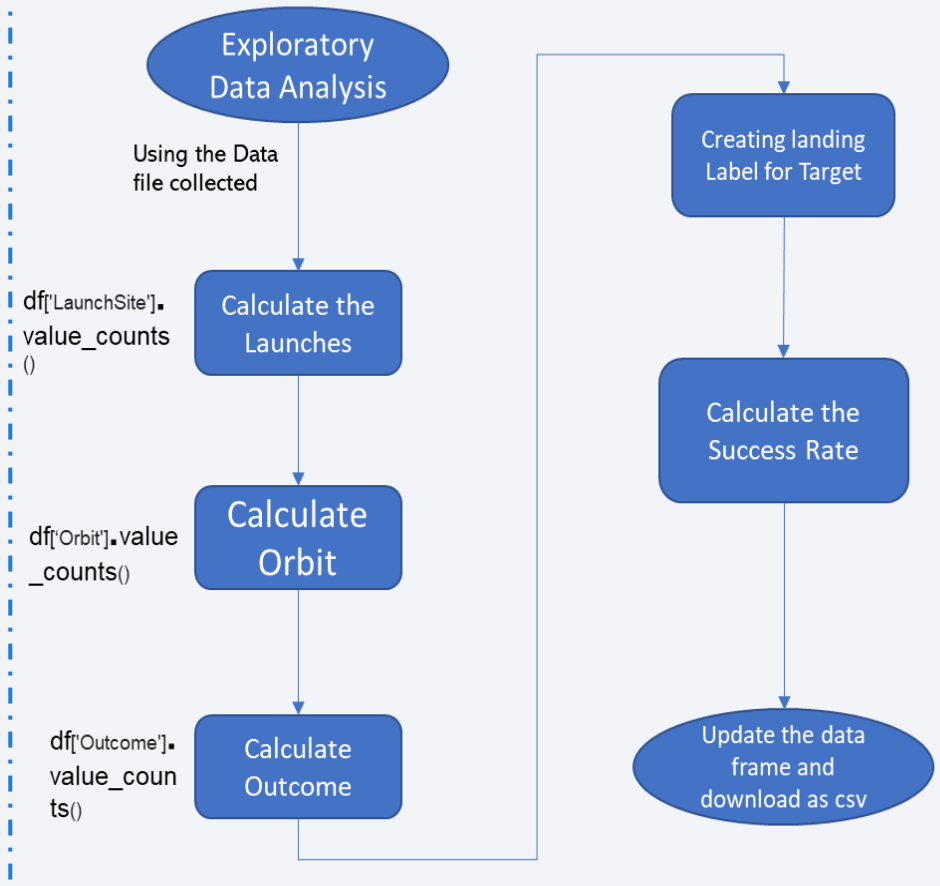 Exploratory
Data Analysis
Using the Data
file collected
df['LaunchSite'].
value_counts
()
Calculate the
Launches
df['Orbit'].value
_counts()
Calculate
Orbit
df['Outcome'].
value_coun
ts()
Calculate
Outcome
Creating landing
Label for Target
Calculate the
Success Rate
Update the data
frame and
download as csv